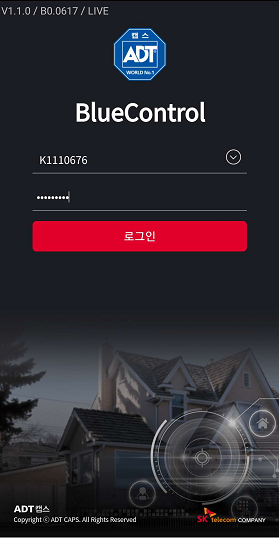 V1.1.0 / B0.0617 / LIVE
캡스
ADT
WORLD No.1
BlueControl
K1110676
•••••••••
로그인
ADT캡스
Copyright ⓒ ADT CAPS. All Rights Reserved
SK telecom COMPANY